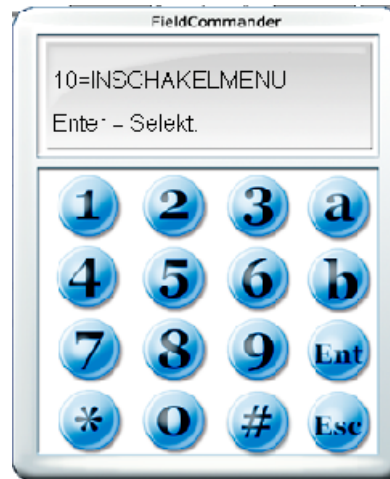 FieldCommander
10=INSCHAKELMENU
Enter - Selekt.
1 2 3 a
4 5 6 b
7 8 9 Ent
* 0 # Esc